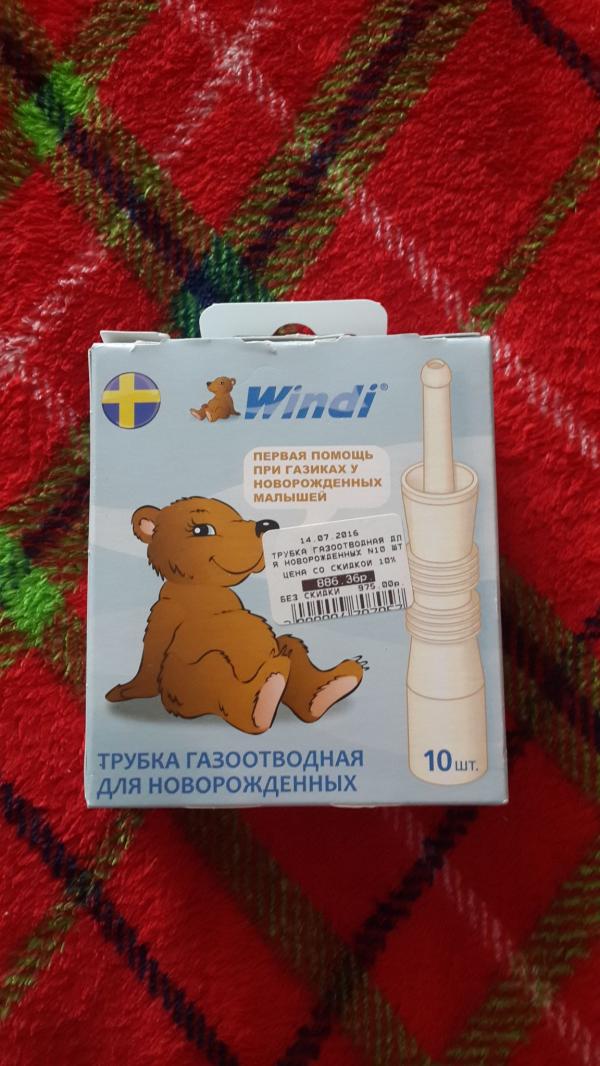 Windi®
ПЕРВАЯ ПОМОЩЬ
ПРИ ГАЗИКАХ У
НОВОРОЖДЕННЫХ
МАЛЫШЕЙ
14.07.2016
ТРУБКА ГАЗООТВОДНАЯ ДЛ
Я НОВОРОЖДЕННЫХ N10 ШТ
ЦЕНА СО СКИДКОЙ 10%
886.36р.
БЕЗ СКИДКИ 975.00р.
10 шт.
ТРУБКА ГАЗООТВОДНАЯ
ДЛЯ НОВОРОЖДЕННЫХ